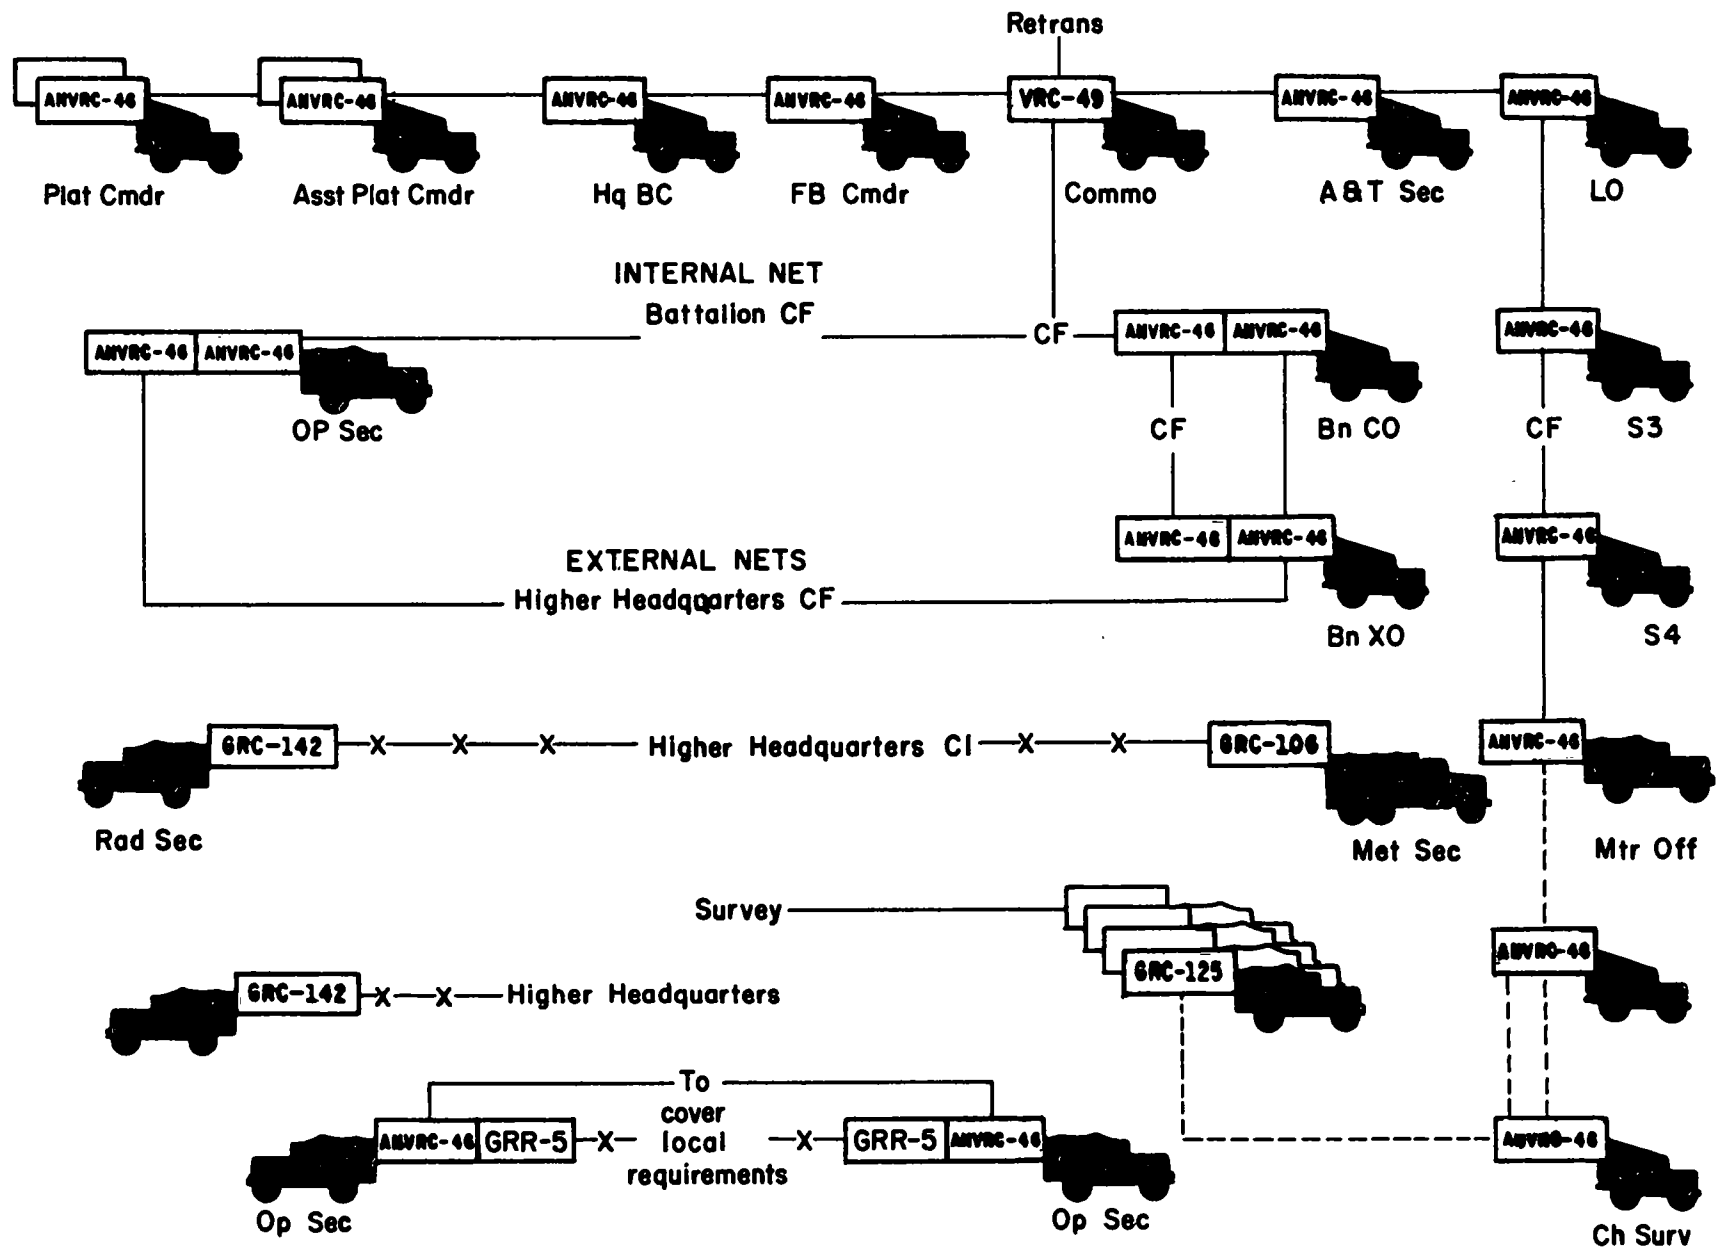 Retrans
ANVRC-46 ANVRC-46 ANVRC-46 ANVRC-46 VRC-49 ANVRC-46 ANVRC-46
Plat Cmdr Asst Plat Cmdr Hq BC FB Cmdr Commo A&T Sec LO
INTERNAL NET
Battalion CF
ANVRC-46 ANVRC-46 CF ANVRC-46 ANVRC-46 ANVRC-46
OP Sec CF Bn CO CF S3
ANVRC-46 ANVRC-46 ANVRC-46
EXTERNAL NETS
Higher Headquarters CF
Bn XO S4
GRC-142 X X X Higher Headquarters CI X X GRC-106 ANVRC-46
Rad Sec Met Sec Mtr Off
Survey
ANVRC-46
GRC-125
GRC-142 X X Higher Headquarters
To
cover
ANVRC-46 GRR-5 X local X GRR-5 ANVRC-46 ANVRC-46
requirements
Op Sec Op Sec Ch Surv